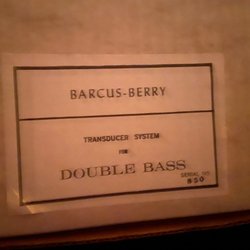 BARCUS-BERRY
TRANSDUCER SYSTEM
FOR
DOUBLE BASS
SERIAL NO.
850